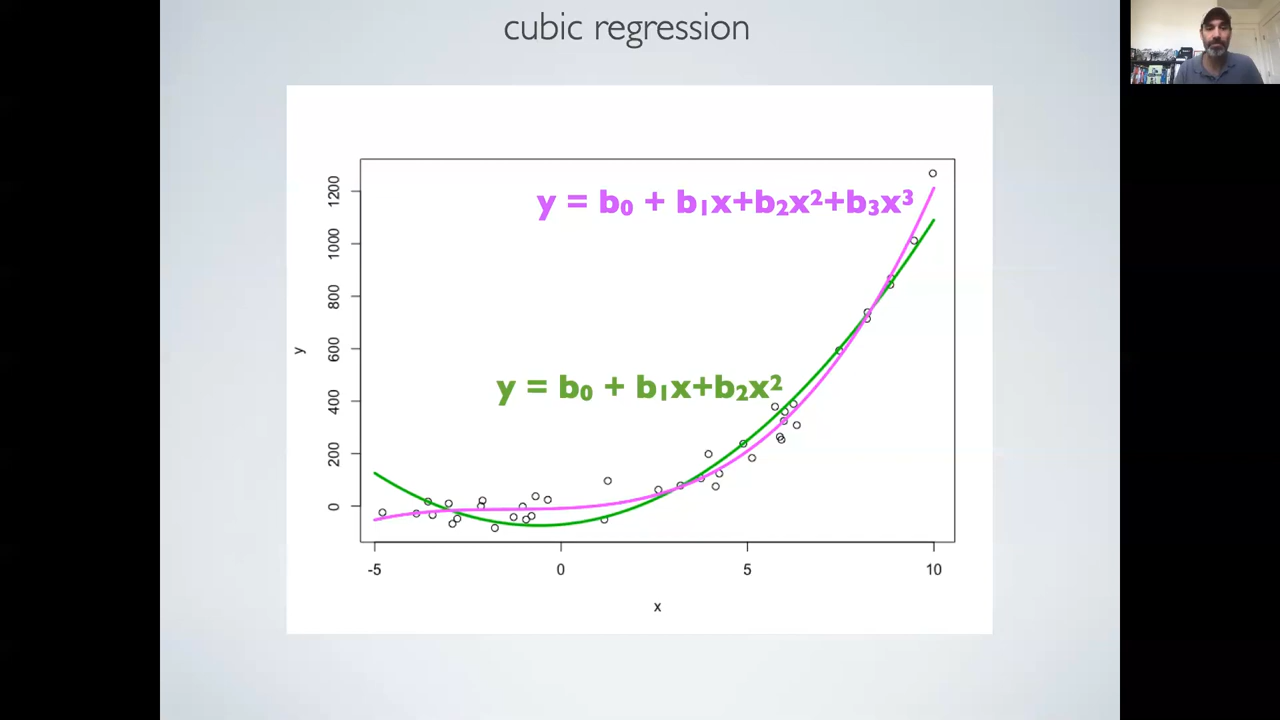 cubic regression
y = b₀ + b₁x+b₂x²+b₃x³
y = b₀ + b₁x+b₂x²
y
1200
1000
800
600
400
200
0
-5 0 5 10
x